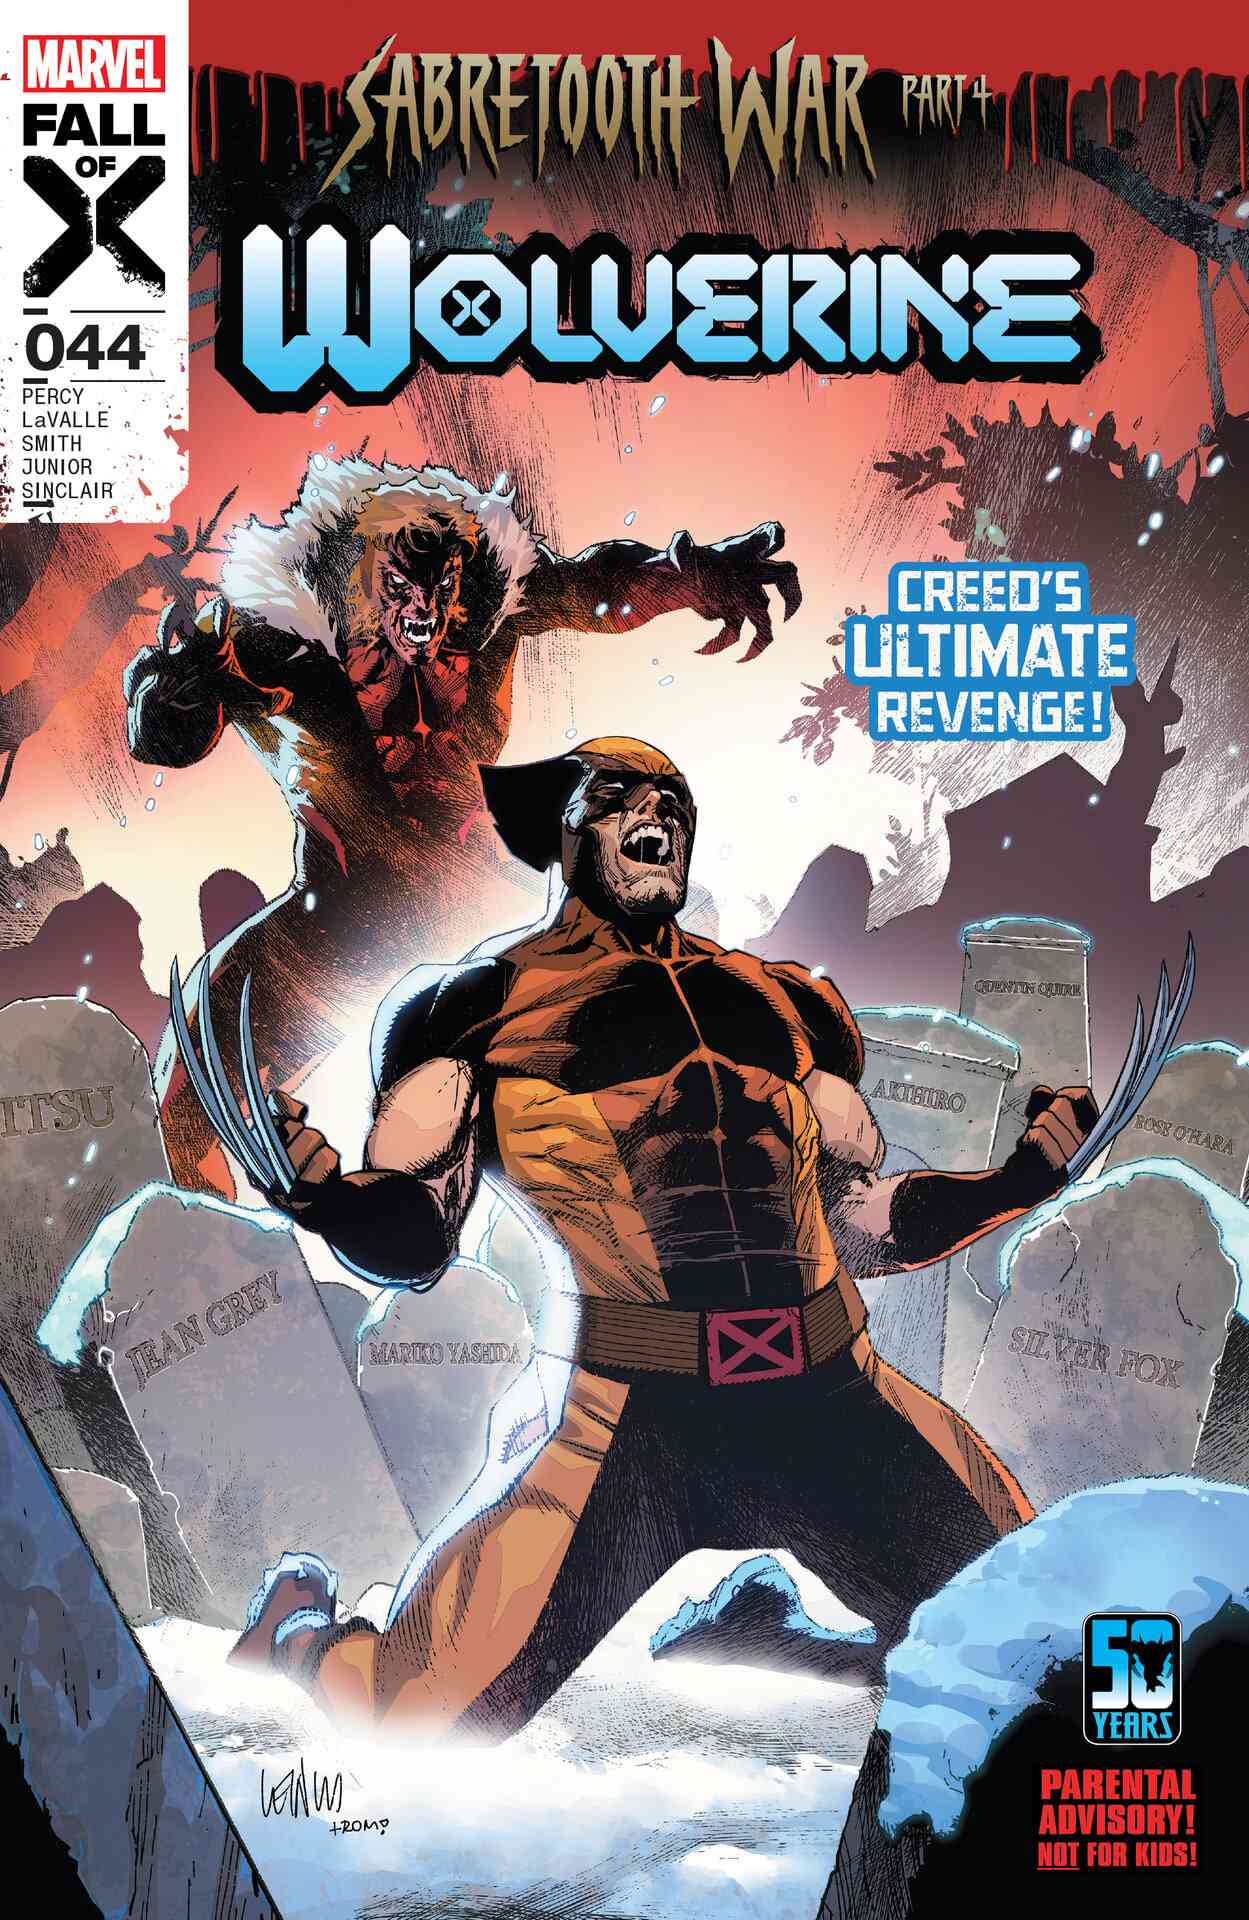 MARVEL
FALL
OF
X
044
PERCY
LaVALLE
SMITH
JUNIOR
SINCLAIR
SABRETOOTH WAR PART 4
WOLVERINE
CREED'S
ULTIMATE
REVENGE!
QUENTIN QUIRE
AKIHIRO
ROSE O'HARA
ITSU
JEAN GREY
MARIKO YASHIDA
SILVER FOX
50
YEARS
PARENTAL
ADVISORY!
NOT FOR KIDS!